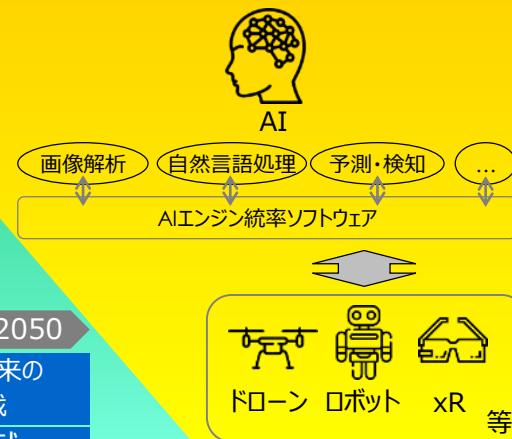 AI
画像解析 自然言語処理 予測・検知 …
AIエンジン統率ソフトウェア
2050
来の
ドローン ロボット xR 等